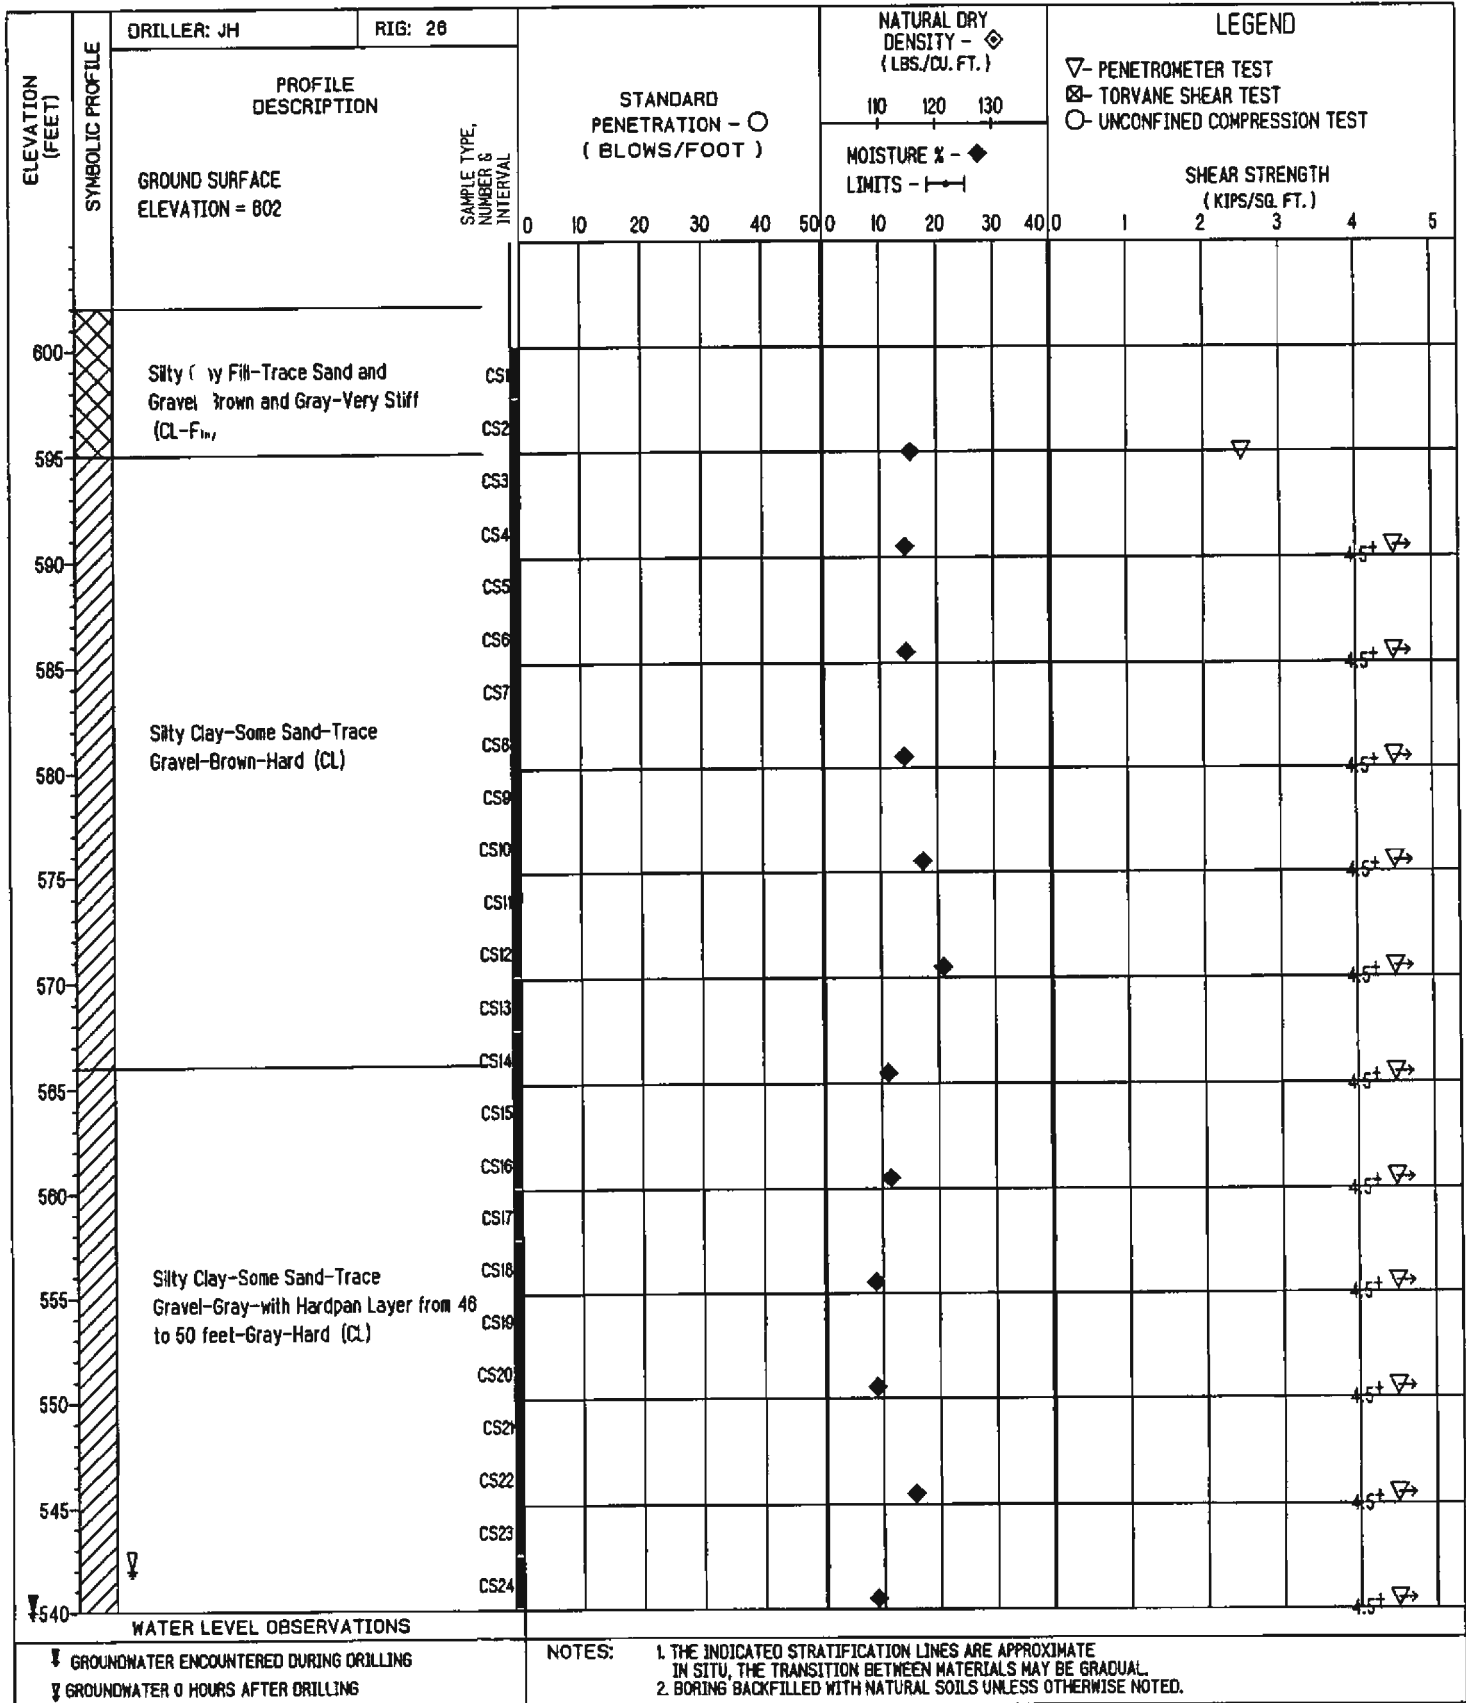 DRILLER: JH
RIG: 26
ELEVATION
(FEET)
SYMBOLIC PROFILE
PROFILE
DESCRIPTION
GROUND SURFACE
ELEVATION = 602
SAMPLE TYPE,
NUMBER &
INTERVAL
STANDARD
PENETRATION - O
( BLOWS/FOOT )
0 10 20 30 40 50
NATURAL DRY
DENSITY -
( LBS./CU. FT. )
110 120 130
MOISTURE % - ◆
LIMITS -
0 10 20 30 40
LEGEND
▽- PENETROMETER TEST
⊠- TORVANE SHEAR TEST
O- UNCONFINED COMPRESSION TEST
SHEAR STRENGTH
( KIPS/SQ. FT. )
0 1 2 3 4 5
600
Silty Fill-Trace Sand and
Gravel Brown and Gray-Very Stiff
CS1
CS2
595
CS3
CS4
4.5+
590
CS5
CS6
4.5+
585
CS7
Silty Clay-Some Sand-Trace
Gravel-Brown-Hard (CL)
CS8
4.5+
580
CS9
CS10
4.5+
575
CS11
CS12
4.5+
570
CS13
CS14
4.5+
565
CS15
CS16
4.5+
560
CS17
CS18
4.5+
Silty Clay-Some Sand-Trace
Gravel-Gray-with Hardpan Layer from 46
to 50 feet-Gray-Hard (CL)
555
CS19
CS20
4.5+
550
CS21
CS22
4.5+
545
CS23
CS24
4.5+
540
WATER LEVEL OBSERVATIONS
GROUNDWATER ENCOUNTERED DURING DRILLING
GROUNDWATER 0 HOURS AFTER DRILLING
NOTES:
1. THE INDICATED STRATIFICATION LINES ARE APPROXIMATE
IN SITU, THE TRANSITION BETWEEN MATERIALS MAY BE GRADUAL.
2. BORING BACKFILLED WITH NATURAL SOILS UNLESS OTHERWISE NOTED.